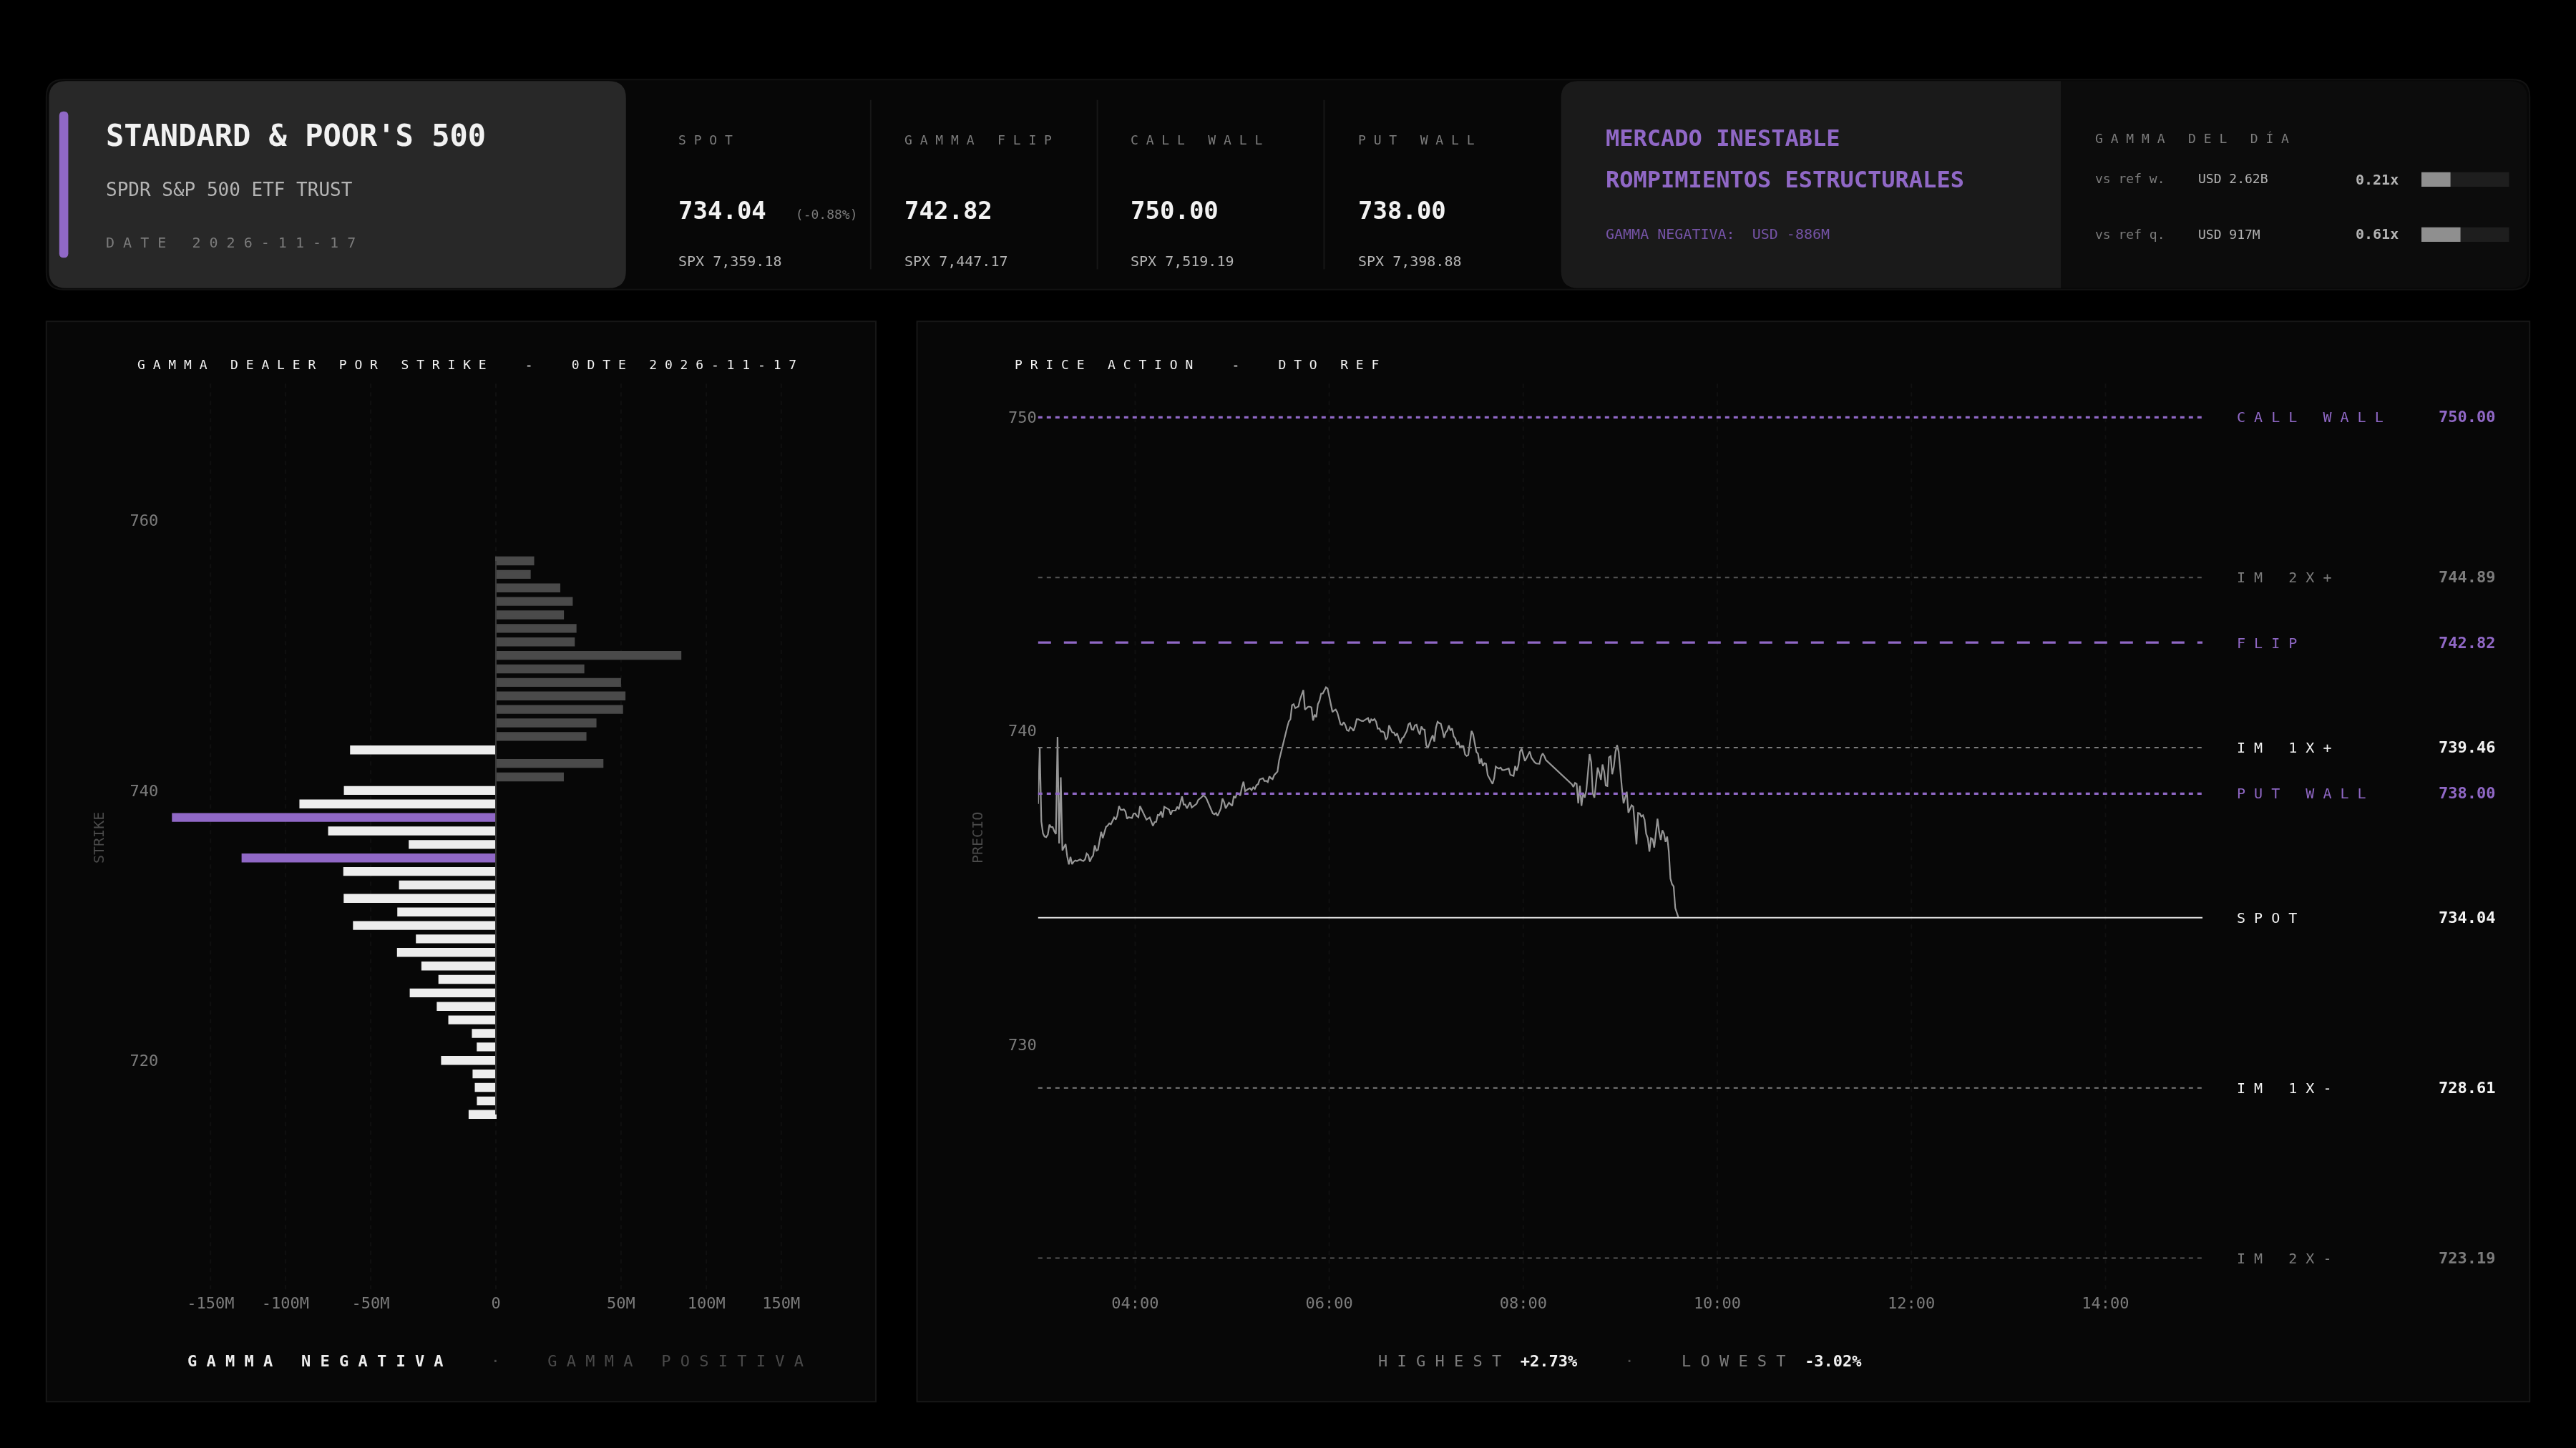 STANDARD & POOR'S 500
SPDR S&P 500 ETF TRUST
DATE 2026-11-17
SPOT
734.04 (-0.88%)
SPX 7,359.18
GAMMA FLIP
742.82
SPX 7,447.17
CALL WALL
750.00
SPX 7,519.19
PUT WALL
738.00
SPX 7,398.88
MERCADO INESTABLE
ROMPIMIENTOS ESTRUCTURALES
GAMMA NEGATIVA: USD -886M
GAMMA DEL DÍA
vs ref w. USD 2.62B 0.21x
vs ref q. USD 917M 0.61x
GAMMA DEALER POR STRIKE - 0DTE 2026-11-17
STRIKE
760
740
720
-150M -100M -50M 0 50M 100M 150M
GAMMA NEGATIVA · GAMMA POSITIVA
PRICE ACTION - DTO REF
PRECIO
750
740
730
CALL WALL 750.00
IM 2X+ 744.89
FLIP 742.82
IM 1X+ 739.46
PUT WALL 738.00
SPOT 734.04
IM 1X- 728.61
IM 2X- 723.19
04:00 06:00 08:00 10:00 12:00 14:00
HIGHEST +2.73% · LOWEST -3.02%